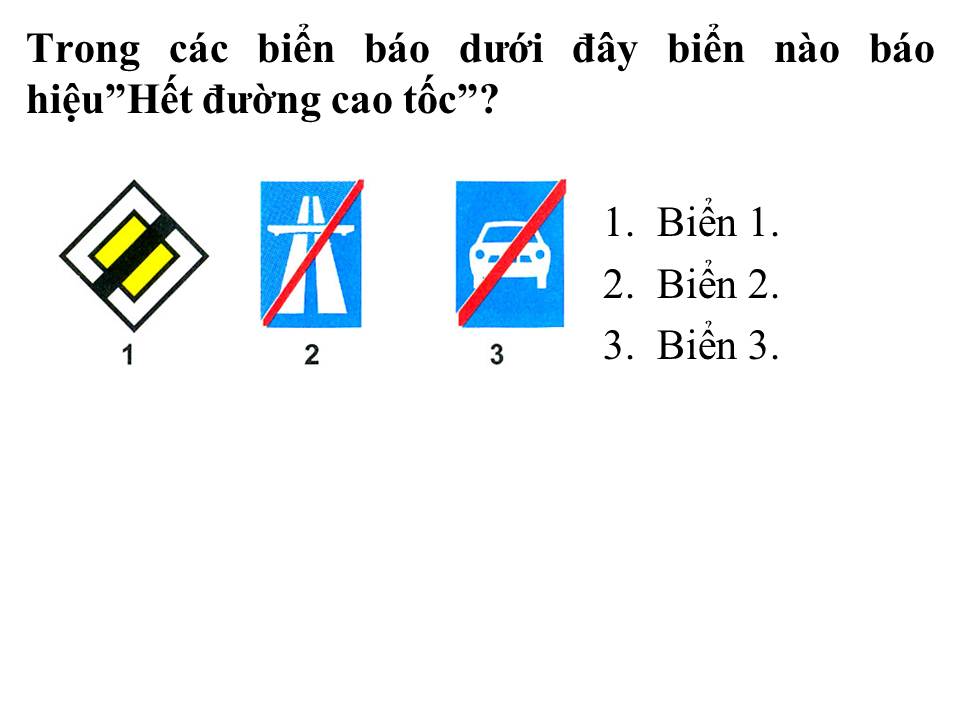 Trong các biển báo dưới đây biển nào báo
hiệu”Hết đường cao tốc”?
1. Biển 1.
2. Biển 2.
3. Biển 3.
1 2 3